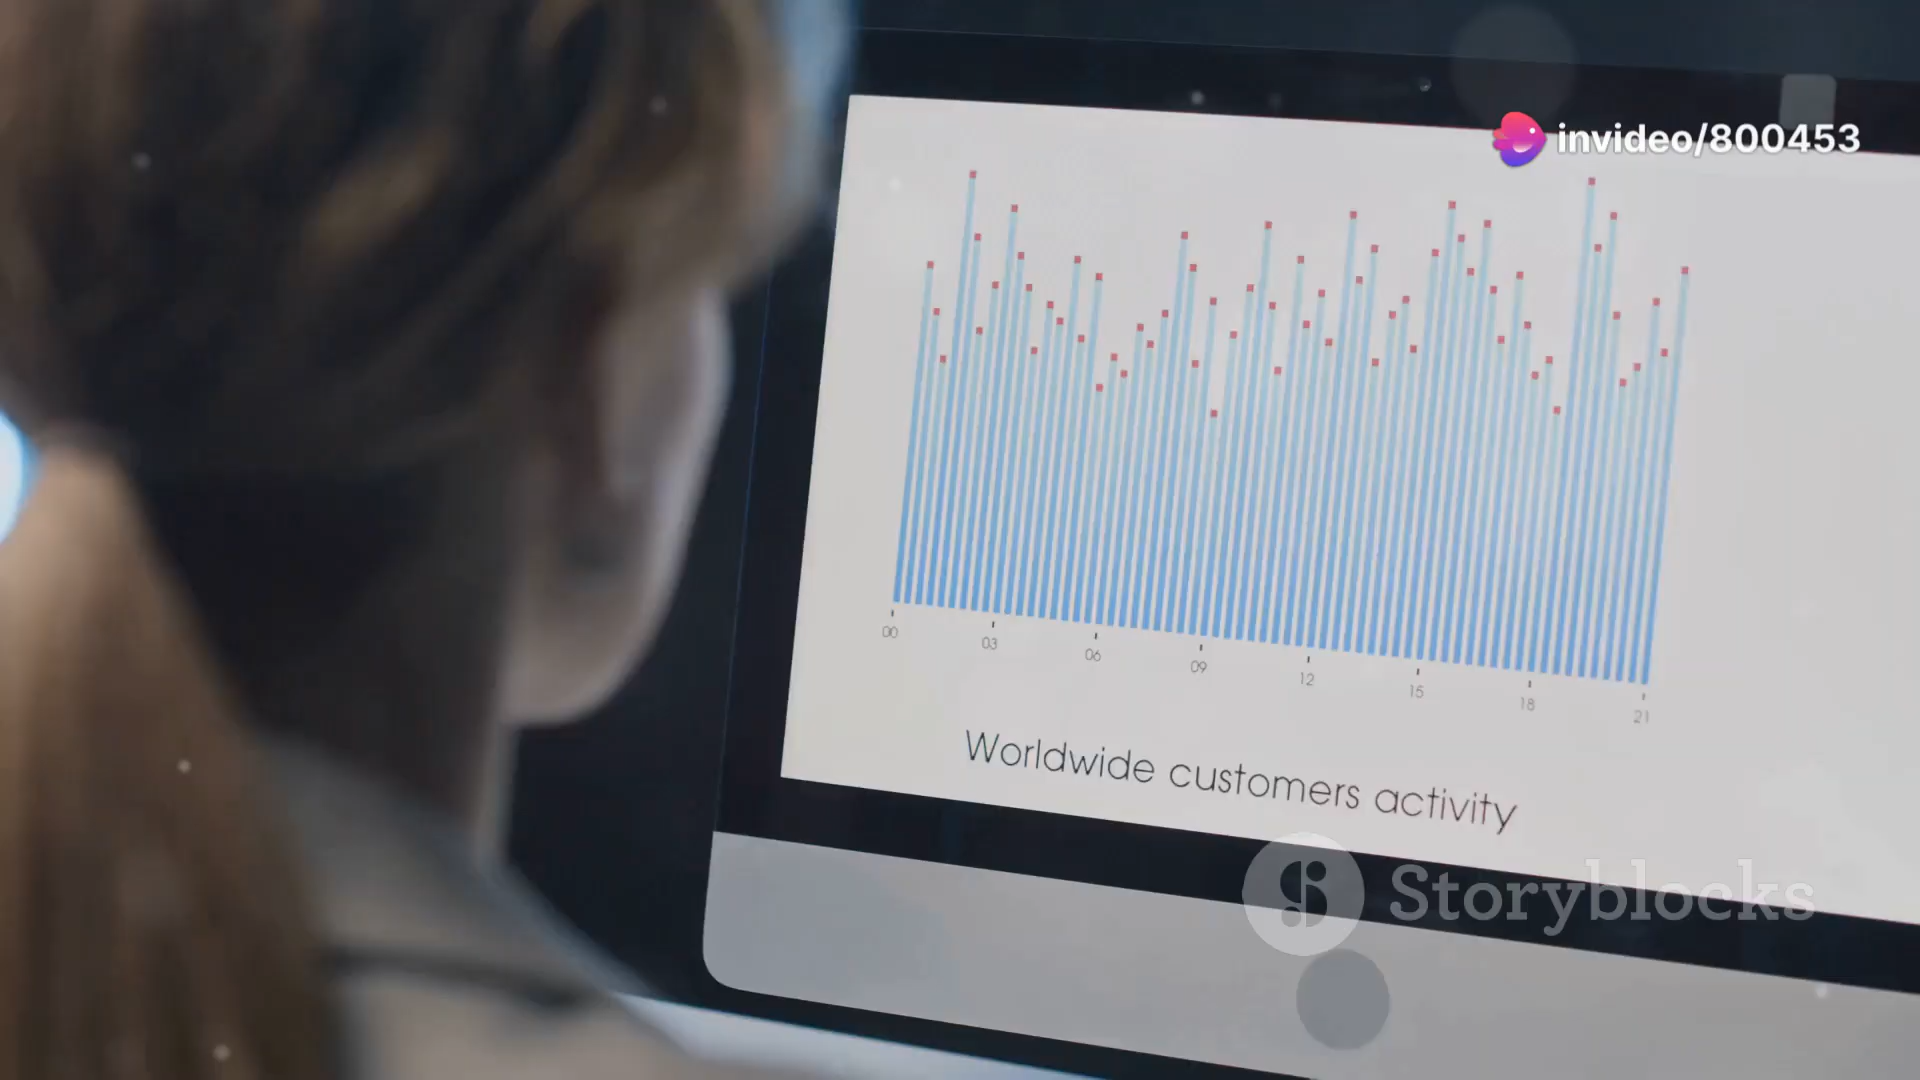 invideo/800453
00 03 06 09 12 15 18 21
Worldwide customers activity
Storyblocks